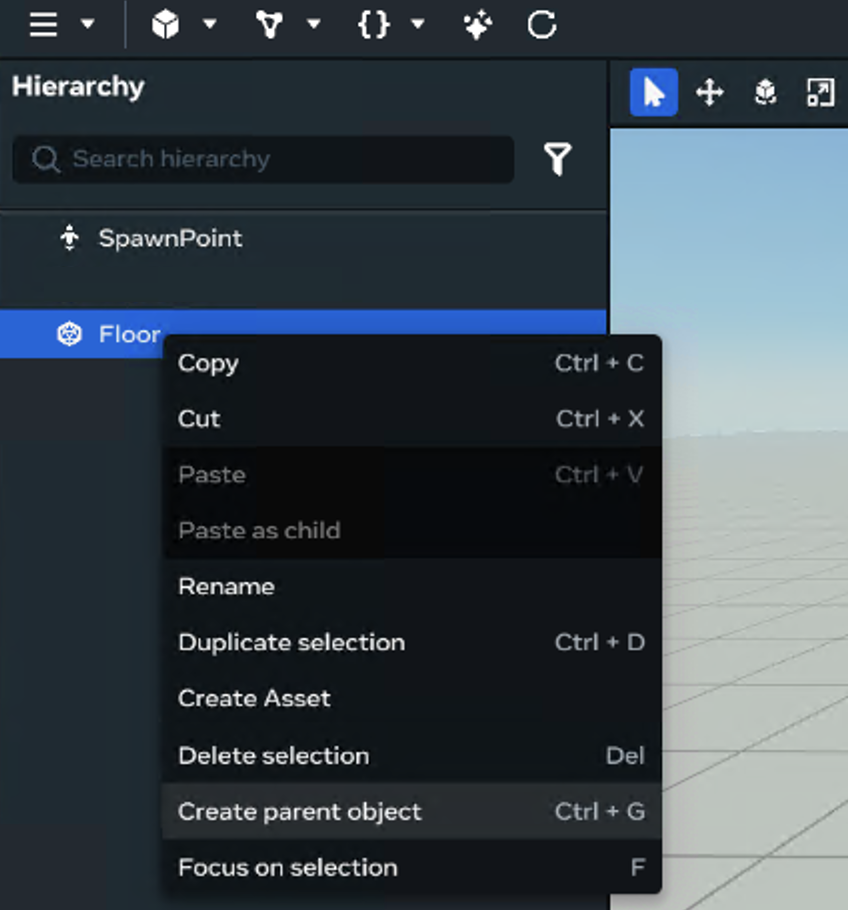 Hierarchy
Search hierarchy
SpawnPoint
Floor
Copy Ctrl + C
Cut Ctrl + X
Paste Ctrl + V
Paste as child
Rename
Duplicate selection Ctrl + D
Create Asset
Delete selection Del
Create parent object Ctrl + G
Focus on selection F